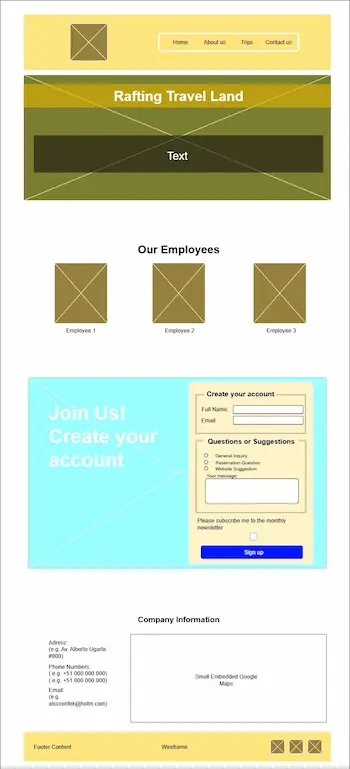 Home About us Trips Contact us
Rafting Travel Land
Text
Our Employees
Employee 1 Employee 2 Employee 3
Join Us!
Create your
account
Create your account
Full Name:
Email:
Questions or Suggestions
General Inquiry
Reservation Question
Website Suggestion
Your message:
Please subscribe me to the monthly
newsletter
Sign up
Company Information
Adress:
(e.g. Av. Alberto Ugarte
#000)
Phone Numbers:
( e.g. +51 000 000 000)
( e.g. +51 000 000 000)
Email:
(e.g.
Small Embedded Google
Maps
Footer Content Wireframe